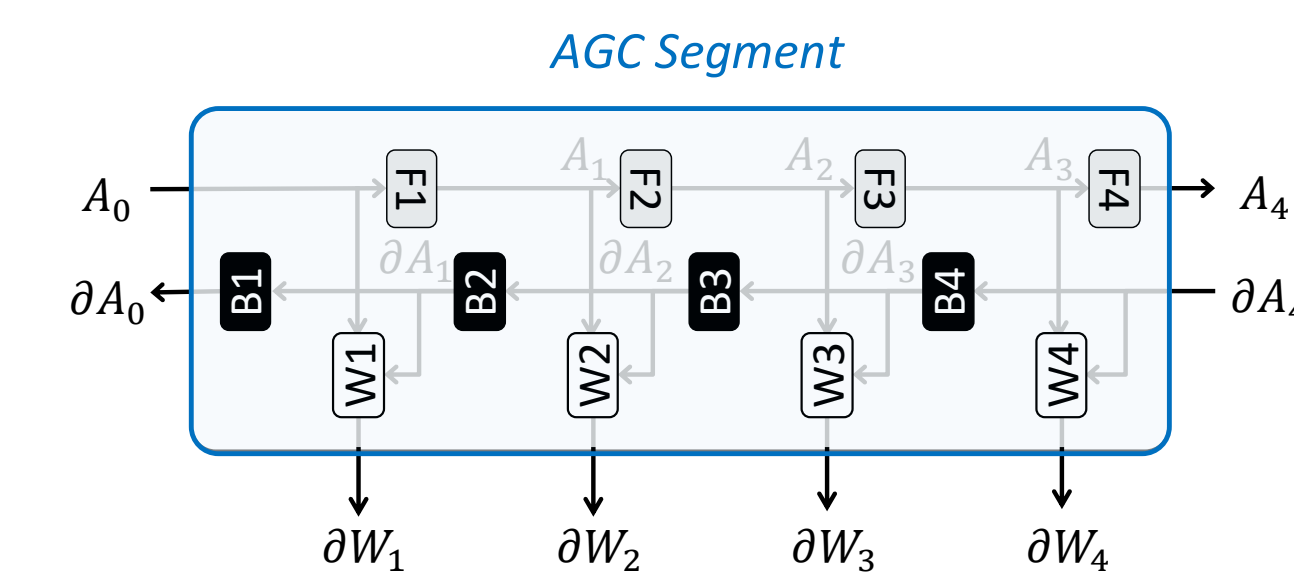 AGC Segment
A₁ A₂ A₃
F1 F2 F3 F4
A₀ A₄
∂A₁ ∂A₂ ∂A₃
B1 B2 B3 B4
∂A₀
W1 W2 W3 W4
∂W₁ ∂W₂ ∂W₃ ∂W₄